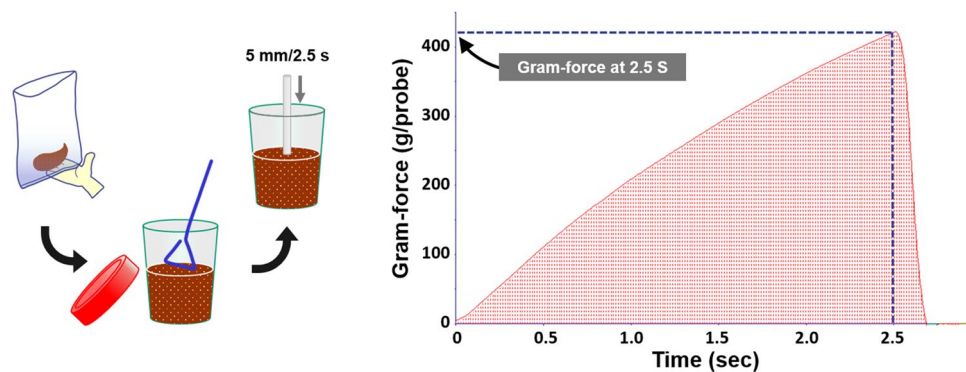 5 mm/2.5 s
Gram-force (g/probe)
400
300
200
100
0
Gram-force at 2.5 S
0 0.5 1.0 1.5 2.0 2.5
Time (sec)